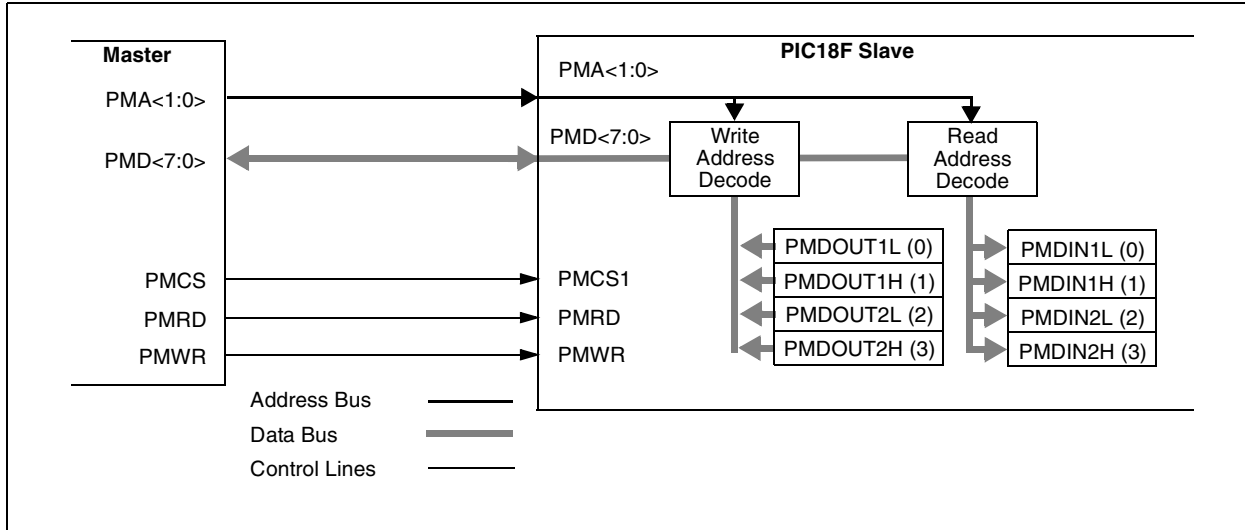 Master
PIC18F Slave
PMA<1:0>
PMA<1:0>
PMD<7:0>
PMD<7:0>
Write
Address
Decode
Read
Address
Decode
PMDOUT1L (0)
PMDOUT1H (1)
PMDOUT2L (2)
PMDOUT2H (3)
PMDIN1L (0)
PMDIN1H (1)
PMDIN2L (2)
PMDIN2H (3)
PMCS
PMCS1
PMRD
PMRD
PMWR
PMWR
Address Bus
Data Bus
Control Lines